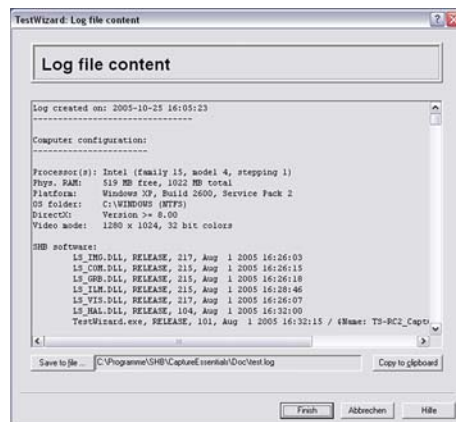 TestWizard: Log file content
Log file content
Log created on: 2005-10-25 16:05:23
--------------------------------
Computer configuration:
-----------------------
Processor(s): Intel (family 15, model 4, stepping 1)
Phys. RAM: 519 MB free, 1022 MB total
Platform: Windows XP, Build 2600, Service Pack 2
OS folder: C:\WINDOWS (NTFS)
DirectX: Version >= 8.00
Video mode: 1280 x 1024, 32 bit colors
SHB software:
LS_IMG.DLL, RELEASE, 217, Aug 1 2005 16:26:03
LS_COM.DLL, RELEASE, 215, Aug 1 2005 16:26:15
LS_GRB.DLL, RELEASE, 215, Aug 1 2005 16:26:18
LS_ILM.DLL, RELEASE, 215, Aug 1 2005 16:28:46
LS_VIS.DLL, RELEASE, 217, Aug 1 2005 16:26:07
LS_HAL.DLL, RELEASE, 104, Aug 1 2005 16:32:00
TestWizard.exe, RELEASE, 101, Aug 1 2005 16:32:15 / &Name: TS-RC2_Captu
Save to file ... C:\Programme\SHB\CaptureEssentials\Doc\test.log Copy to clipboard
Finish Abbrechen Hilfe